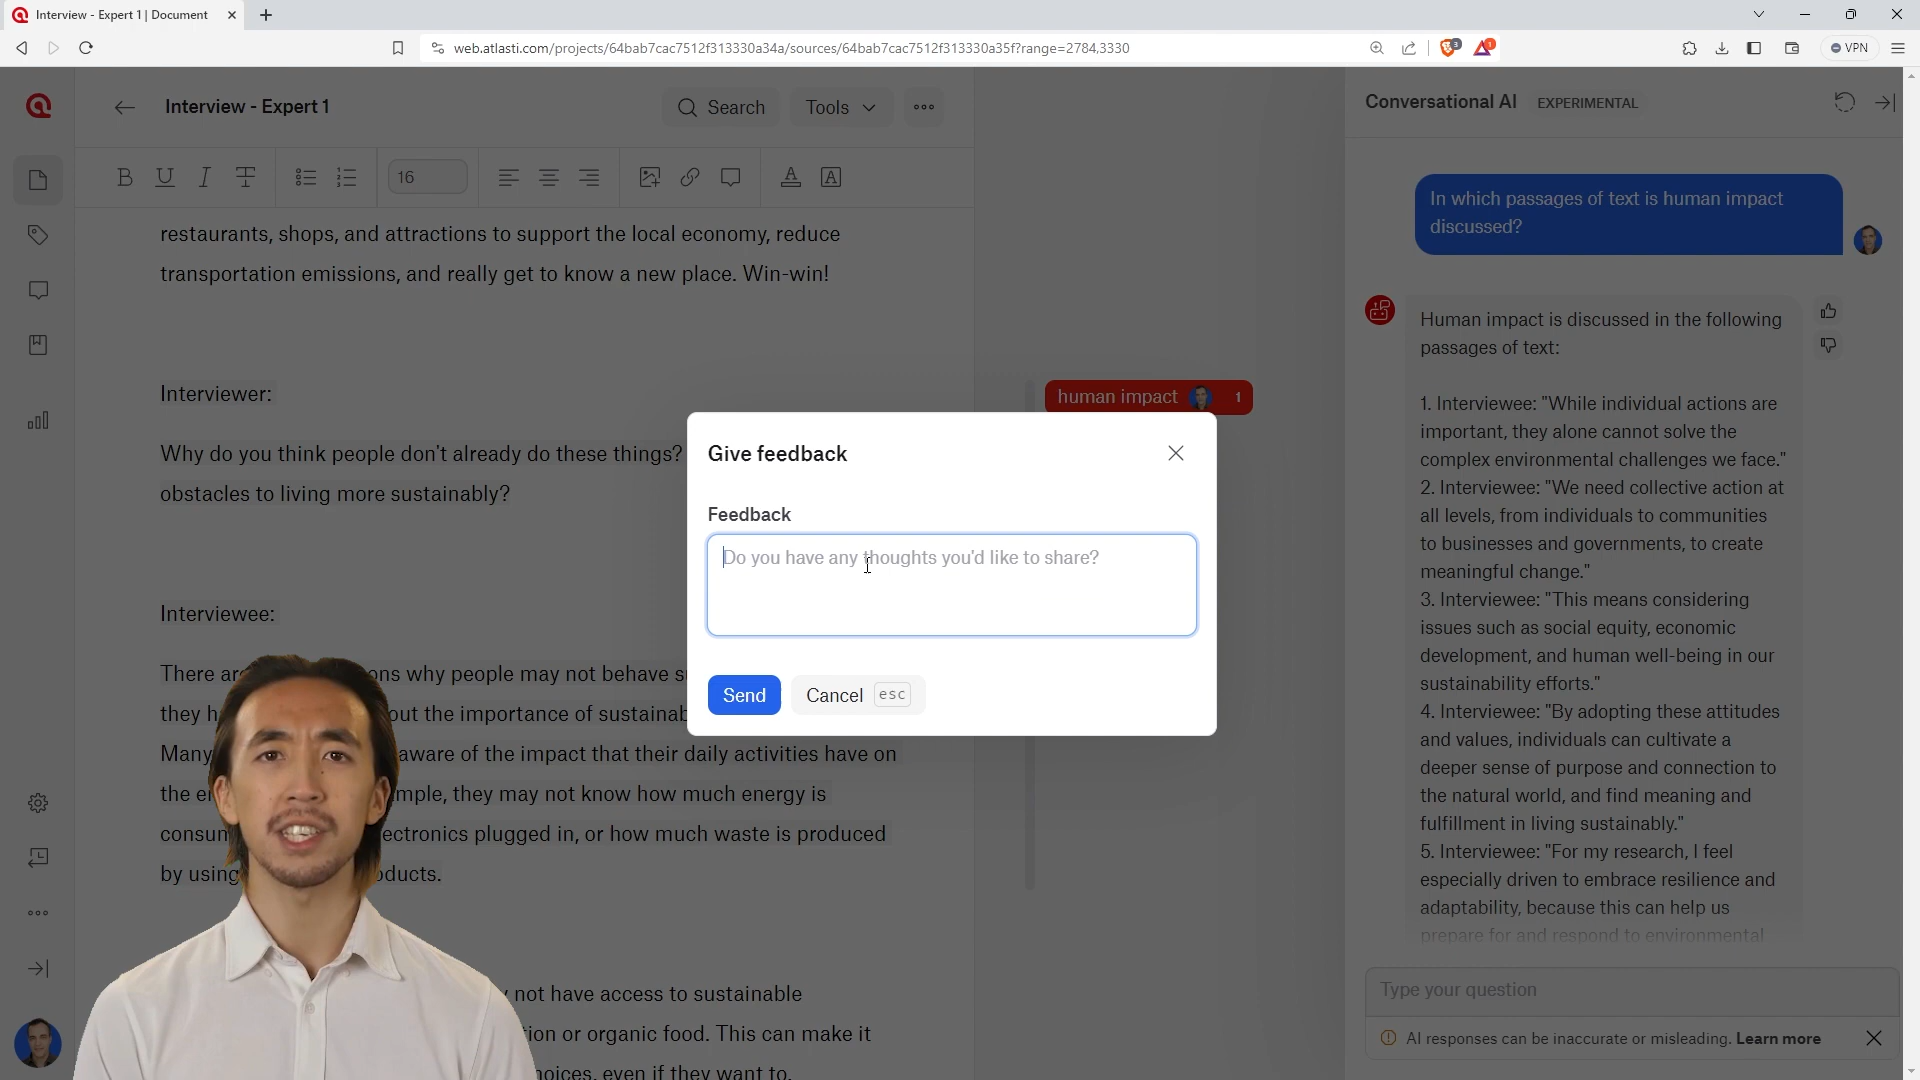 Interview - Expert 1 | Document
web.atlasti.com/projects/64bab7cac7512f313330a34a/sources/64bab7cac7512f313330a35f?range=2784,3330
3
1
VPN
Interview - Expert 1
Search
Tools
16
restaurants, shops, and attractions to support the local economy, reduce
transportation emissions, and really get to know a new place. Win-win!
Interviewer:
Why do you think people don't already do these things?
obstacles to living more sustainably?
Interviewee:
There are ons why people may not behave su
they h out the importance of sustainab
Many aware of the impact that their daily activities have on
the e mple, they may not know how much energy is
consum ectronics plugged in, or how much waste is produced
by using oducts.
not have access to sustainable
ion or organic food. This can make it
hoices, even if they want to.
human impact 1
Give feedback
Feedback
Do you have any thoughts you'd like to share?
Send
Cancel esc
Conversational AI EXPERIMENTAL
In which passages of text is human impact
discussed?
Human impact is discussed in the following
passages of text:
1. Interviewee: "While individual actions are
important, they alone cannot solve the
complex environmental challenges we face."
2. Interviewee: "We need collective action at
all levels, from individuals to communities
to businesses and governments, to create
meaningful change."
3. Interviewee: "This means considering
issues such as social equity, economic
development, and human well-being in our
sustainability efforts."
4. Interviewee: "By adopting these attitudes
and values, individuals can cultivate a
deeper sense of purpose and connection to
the natural world, and find meaning and
fulfillment in living sustainably."
5. Interviewee: "For my research, I feel
especially driven to embrace resilience and
adaptability, because this can help us
prepare for and respond to environmental
Type your question
AI responses can be inaccurate or misleading. Learn more